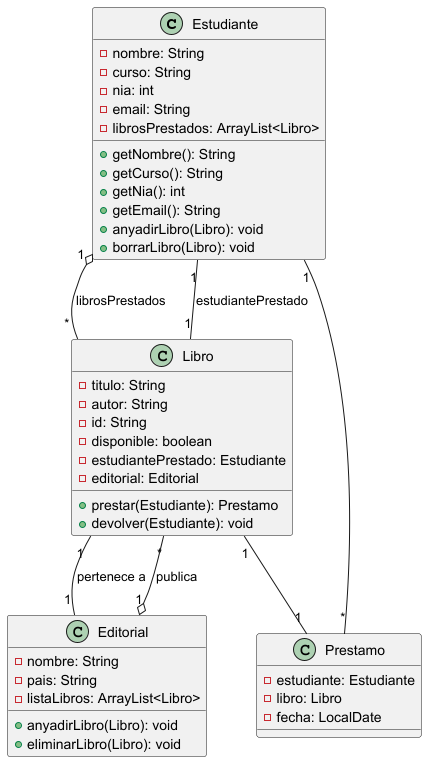 C Estudiante
nombre: String
curso: String
nia: int
email: String
librosPrestados: ArrayList<Libro>
getNombre(): String
getCurso(): String
getNia(): int
getEmail(): String
anyadirLibro(Libro): void
borrarLibro(Libro): void
1 1 1
librosPrestados estudiantePrestado
* 1
C Libro
titulo: String
autor: String
id: String
disponible: boolean
estudiantePrestado: Estudiante
editorial: Editorial
prestar(Estudiante): Prestamo
devolver(Estudiante): void
1 * 1
pertenece a publica
1 1 1 *
C Editorial
nombre: String
pais: String
listaLibros: ArrayList<Libro>
anyadirLibro(Libro): void
eliminarLibro(Libro): void
C Prestamo
estudiante: Estudiante
libro: Libro
fecha: LocalDate